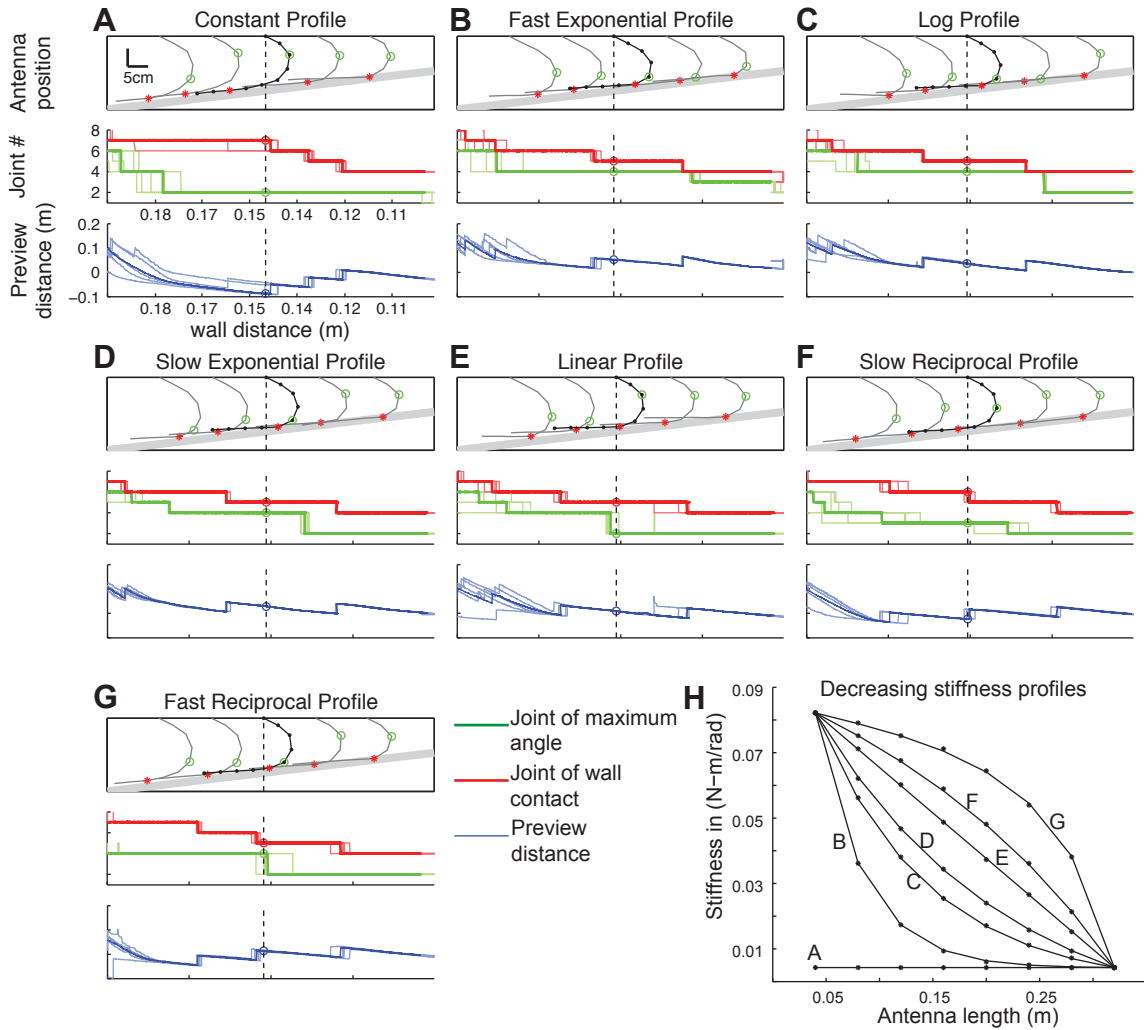 A
Constant Profile
B
Fast Exponential Profile
C
Log Profile
Antenna
position
5cm
Joint #
8
6
4
2
0.18
0.17
0.15
0.14
0.12
0.11
Preview
distance (m)
0.2
0.1
0
−0.1
0.18
0.17
0.15
0.14
0.12
0.11
wall distance (m)
D
Slow Exponential Profile
E
Linear Profile
F
Slow Reciprocal Profile
G
Fast Reciprocal Profile
Joint of maximum
angle
Joint of wall
contact
Preview
distance
H
Decreasing stiffness profiles
Stiffness in (N-m/rad)
0.09
0.07
0.05
0.03
0.01
A
B
C
D
E
F
G
0.05
0.15
0.25
Antenna length (m)